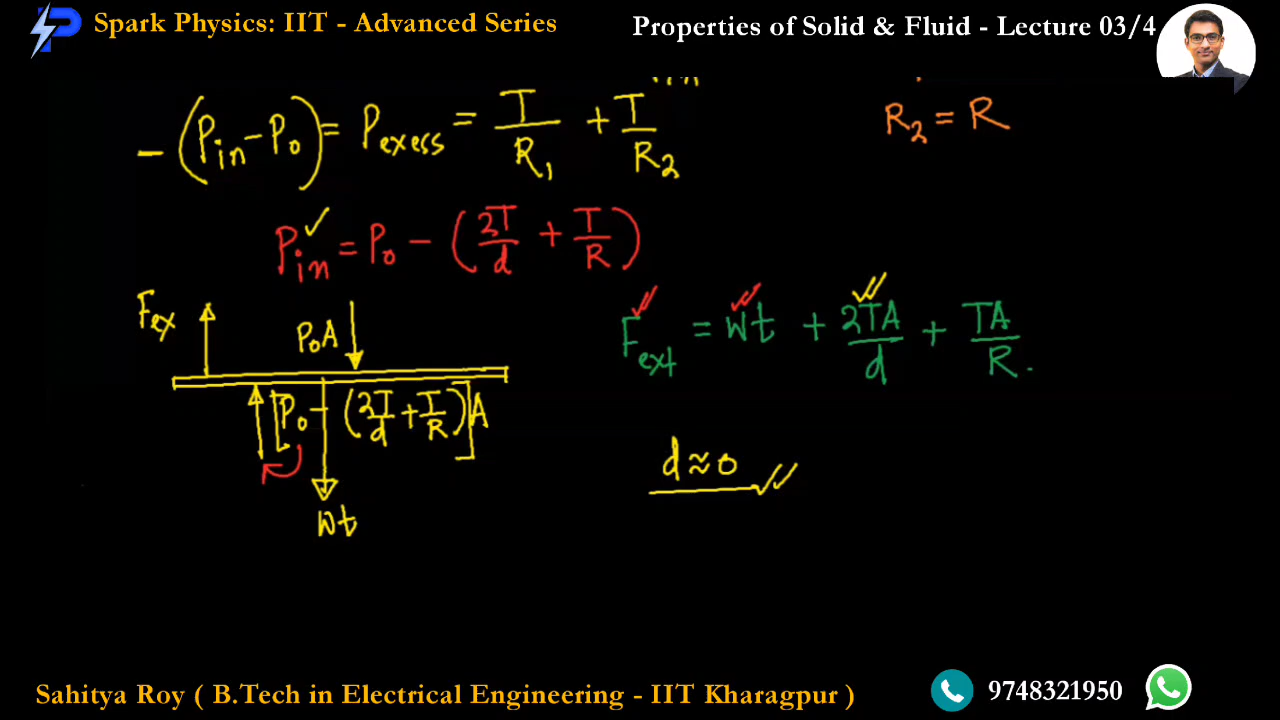 Spark Physics: IIT - Advanced Series
Properties of Solid & Fluid - Lecture 03/4
- (Pin - P0) = Pexess = T/R1 + T/R2
R2 = R
Pin = P0 - (2T/d + T/R)
Fex
P0A
Fext = Wt + 2TA/d + TA/R.
[P0 - (2T/d + T/R)]A
d ≈ 0
Wt
Sahitya Roy ( B.Tech in Electrical Engineering - IIT Kharagpur )
9748321950